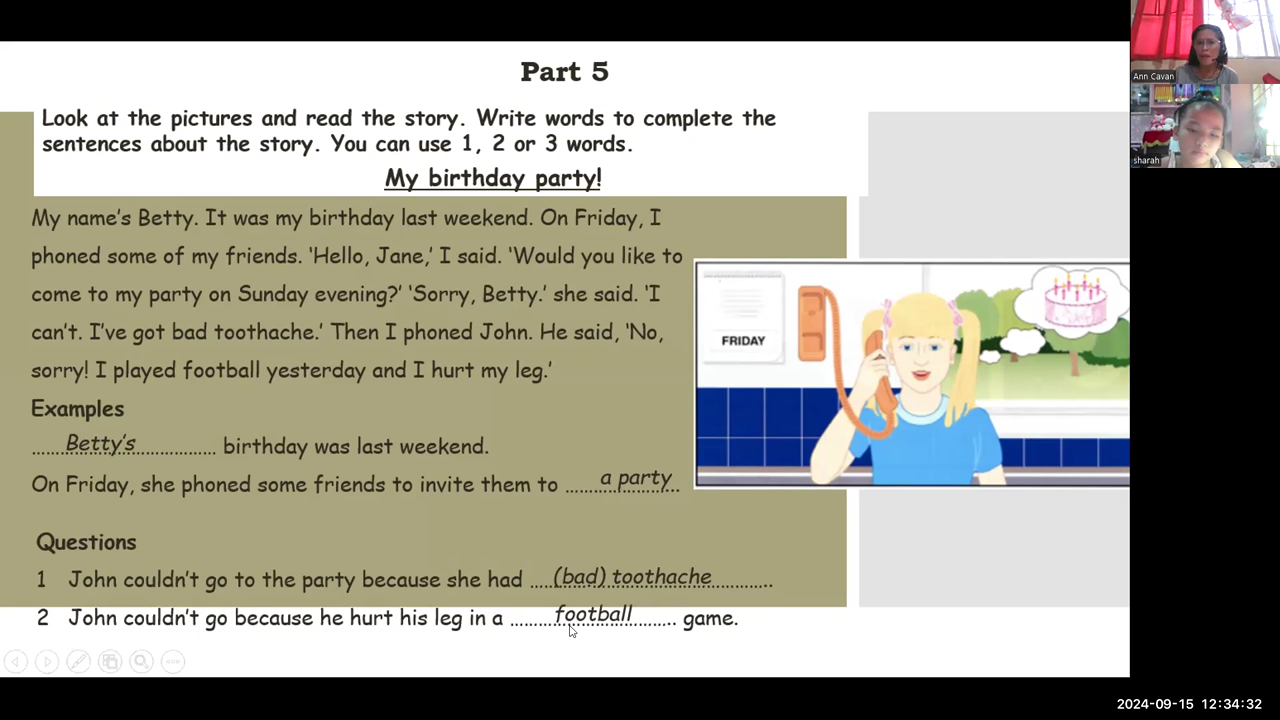 Part 5
Look at the pictures and read the story. Write words to complete the
sentences about the story. You can use 1, 2 or 3 words.
My birthday party!
My name's Betty. It was my birthday last weekend. On Friday, I
phoned some of my friends. 'Hello, Jane,' I said. 'Would you like to
come to my party on Sunday evening?' 'Sorry, Betty.' she said. 'I
can't. I've got bad toothache.' Then I phoned John. He said, 'No,
sorry! I played football yesterday and I hurt my leg.'
FRIDAY
Examples
Betty's birthday was last weekend.
On Friday, she phoned some friends to invite them to a party.
Questions
1 John couldn't go to the party because she had (bad) toothache.
2 John couldn't go because he hurt his leg in a football game.
Ann Cavan
sharah
2024-09-15 12:34:32